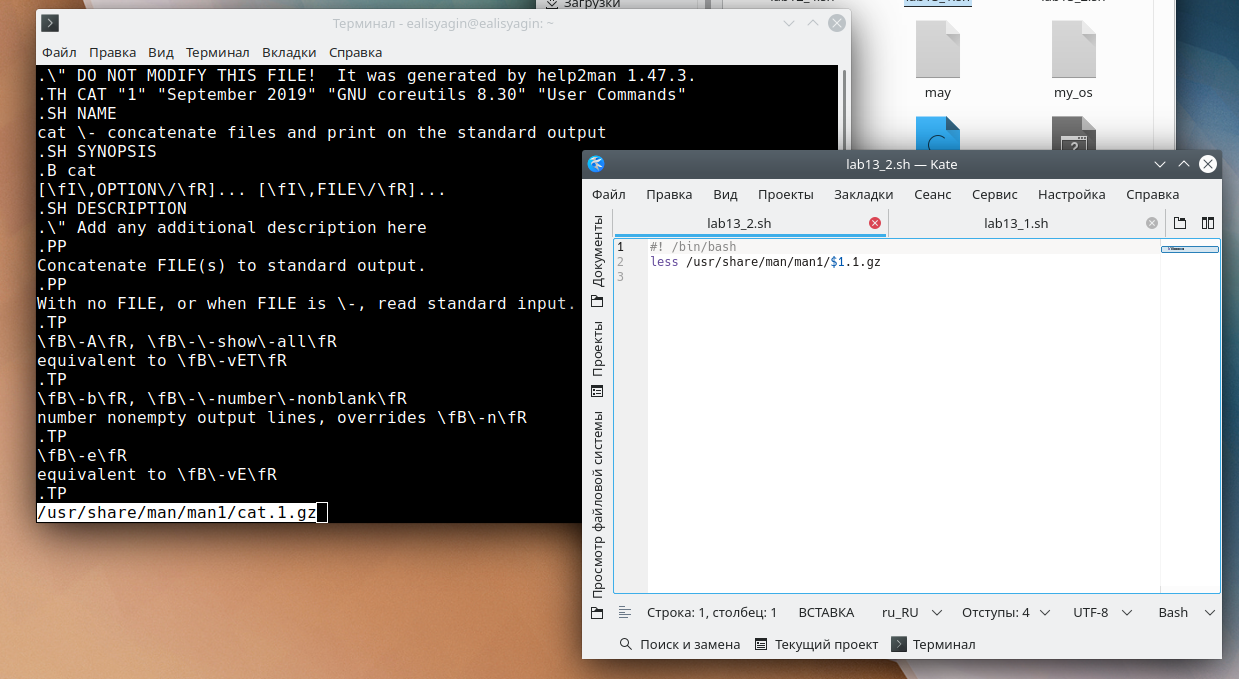 Загрузки
Терминал - ealisyagin@ealisyagin: ~
Файл Правка Вид Терминал Вкладки Справка
.\" DO NOT MODIFY THIS FILE!  It was generated by help2man 1.47.3.
.TH CAT "1" "September 2019" "GNU coreutils 8.30" "User Commands"
.SH NAME
cat \- concatenate files and print on the standard output
.SH SYNOPSIS
.B cat
[\fI\,OPTION\/\fR]... [\fI\,FILE\/\fR]...
.SH DESCRIPTION
.\" Add any additional description here
.PP
Concatenate FILE(s) to standard output.
.PP
With no FILE, or when FILE is \-, read standard input.
.TP
\fB\-A\fR, \fB\-\-show\-all\fR
equivalent to \fB\-vET\fR
.TP
\fB\-b\fR, \fB\-\-number\-nonblank\fR
number nonempty output lines, overrides \fB\-n\fR
.TP
\fB\-e\fR
equivalent to \fB\-vE\fR
.TP
/usr/share/man/man1/cat.1.gz
may
my_os
lab13_2.sh — Kate
Файл Правка Вид Проекты Закладки Сеанс Сервис Настройка Справка
lab13_2.sh
lab13_1.sh
Документы
Проекты
Просмотр файловой системы
1 #! /bin/bash
2 less /usr/share/man/man1/$1.1.gz
3
Строка: 1, столбец: 1 ВСТАВКА ru_RU Отступы: 4 UTF-8 Bash
Поиск и замена Текущий проект Терминал